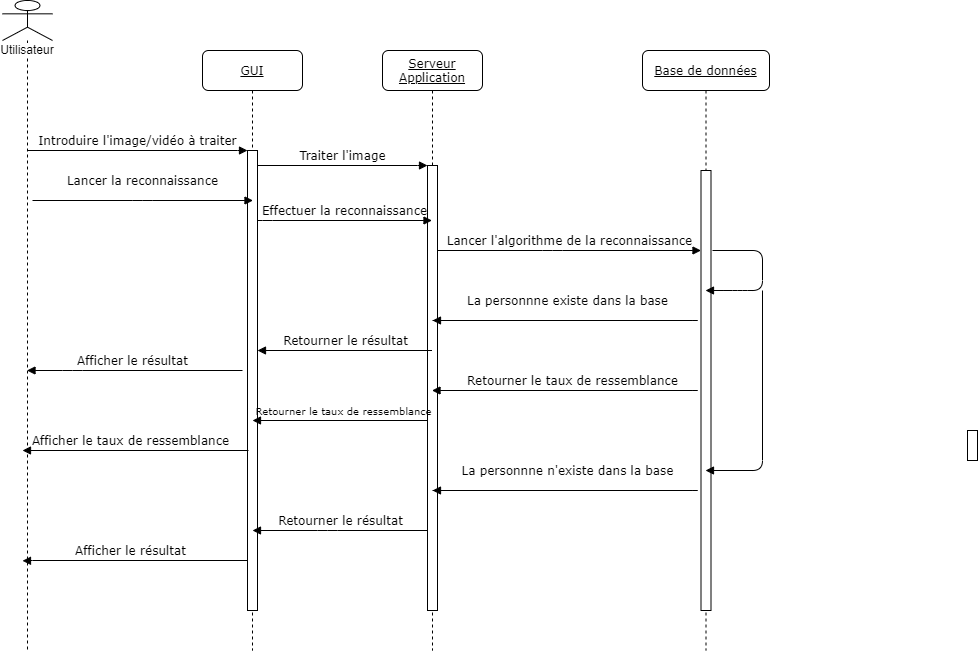 Utilisateur
GUI
Serveur
Application
Base de données
Introduire l'image/vidéo à traiter
Traiter l'image
Lancer la reconnaissance
Effectuer la reconnaissance
Lancer l'algorithme de la reconnaissance
La personnne existe dans la base
Retourner le résultat
Afficher le résultat
Retourner le taux de ressemblance
Retourner le taux de ressemblance
Afficher le taux de ressemblance
La personnne n'existe dans la base
Retourner le résultat
Afficher le résultat